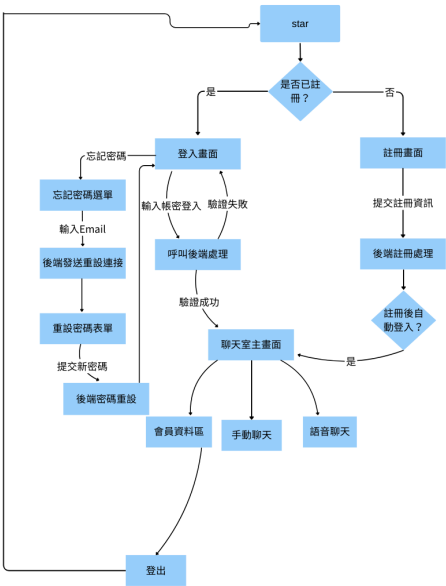 star
是否已註
冊？
是
否
登入畫面
註冊畫面
忘記密碼
忘記密碼選單
輸入帳密登入
驗證失敗
提交註冊資訊
輸入Email
呼叫後端處理
後端註冊處理
後端發送重設連接
驗證成功
註冊後自
動登入？
重設密碼表單
聊天室主畫面
是
提交新密碼
後端密碼重設
會員資料區
手動聊天
語音聊天
登出